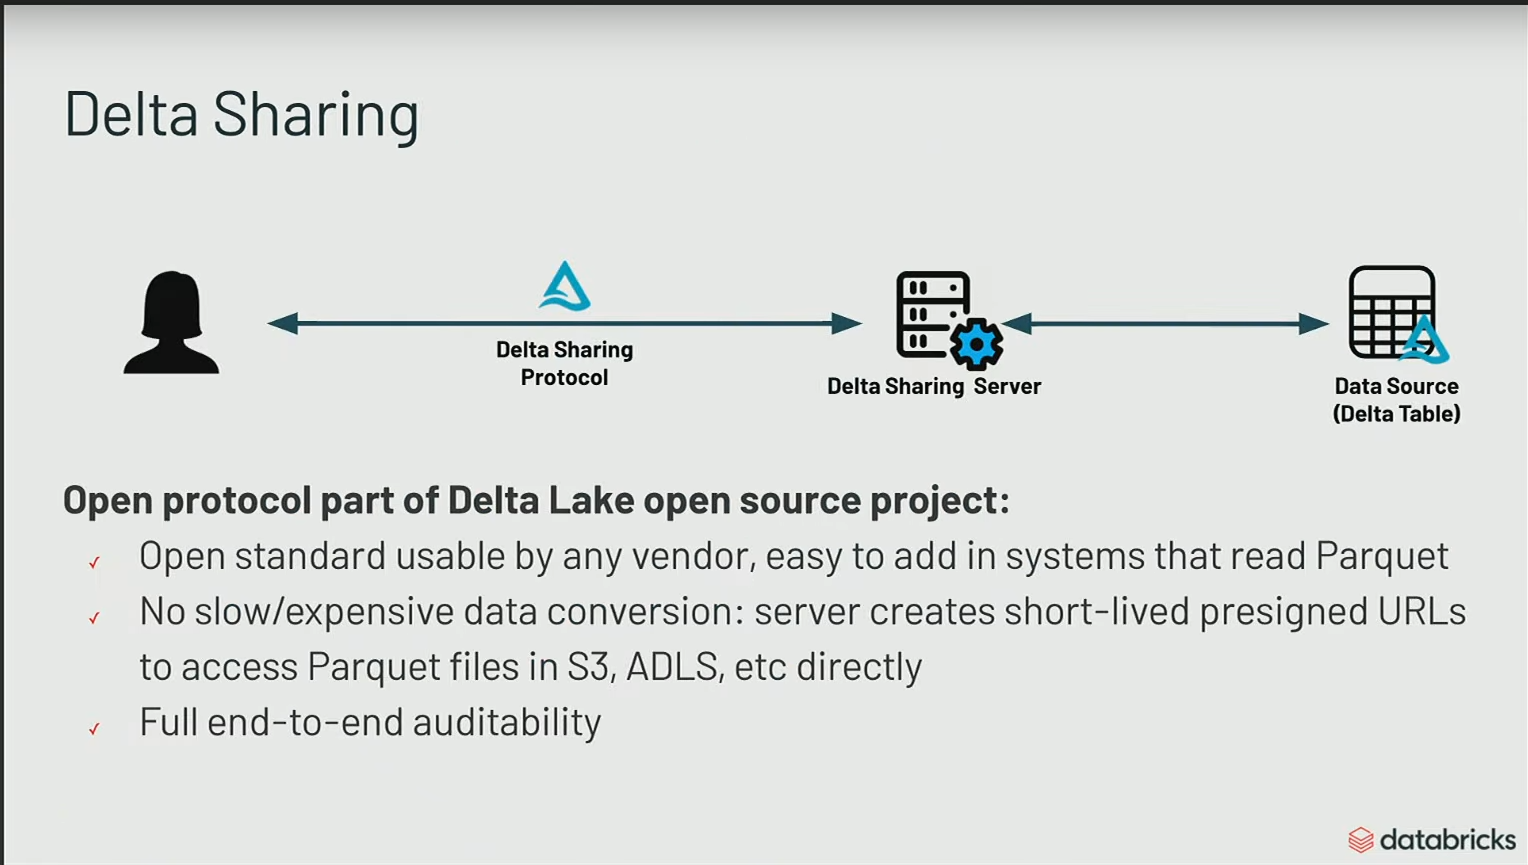 Delta Sharing
Delta Sharing
Protocol
Delta Sharing Server
Data Source
(Delta Table)
Open protocol part of Delta Lake open source project:
✓ Open standard usable by any vendor, easy to add in systems that read Parquet
✓ No slow/expensive data conversion: server creates short-lived presigned URLs
to access Parquet files in S3, ADLS, etc directly
✓ Full end-to-end auditability
databricks